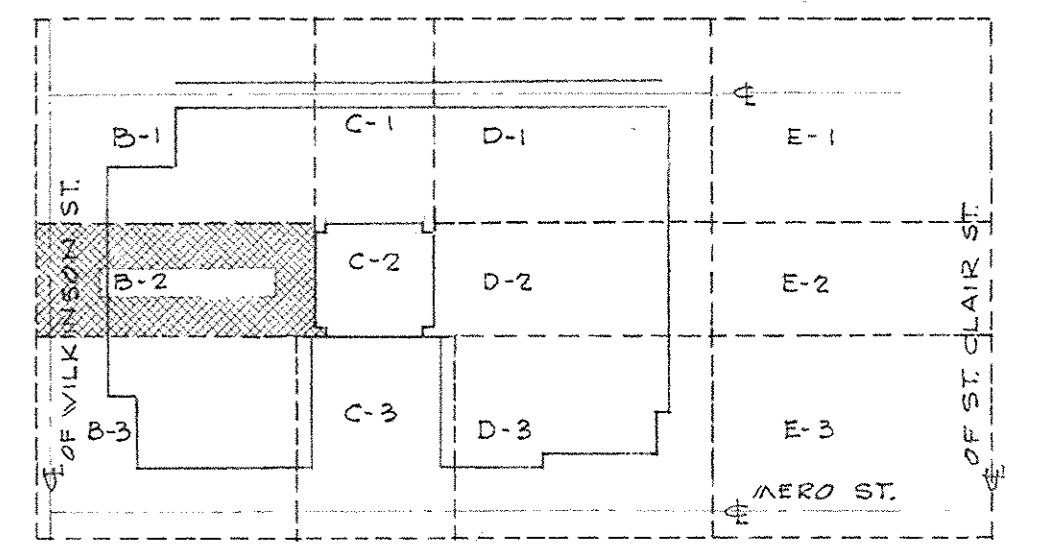 B-1
C-1
D-1
E-1
B-2
C-2
D-2
E-2
B-3
C-3
D-3
E-3
℄ OF WILKINSON ST.
℄ OF ST. CLAIR ST.
℄
℄ MERO ST.